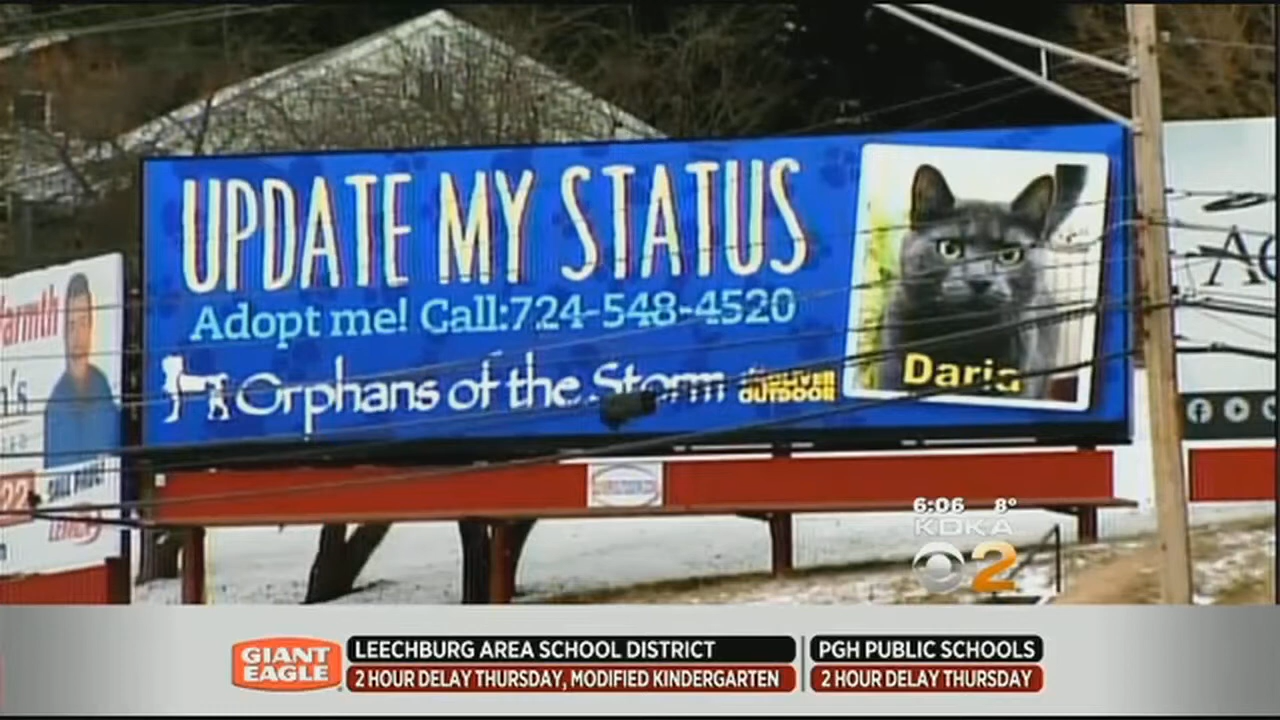 UPDATE MY STATUS
Adopt me! Call:724-548-4520
Orphans of the Storm
OUTDOOR
Daria
6:06 8°
KDKA
2
GIANT
EAGLE
LEECHBURG AREA SCHOOL DISTRICT
2 HOUR DELAY THURSDAY, MODIFIED KINDERGARTEN
PGH PUBLIC SCHOOLS
2 HOUR DELAY THURSDAY